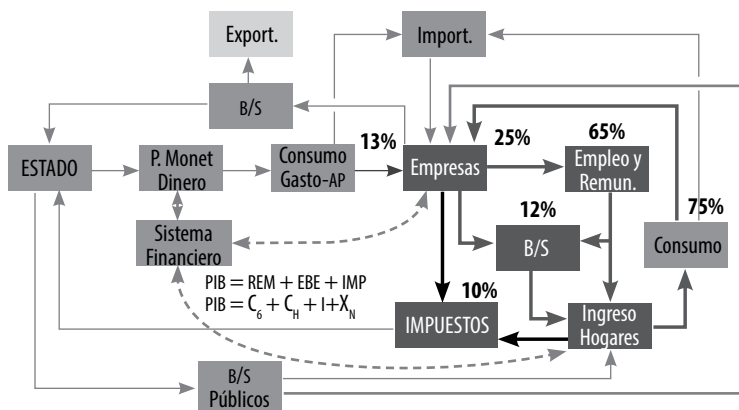 Export.
Import.
B/S
ESTADO
P. Monet
Dinero
Consumo
Gasto-AP
13%
Empresas
25%
65%
Empleo y
Remun.
75%
Consumo
12%
B/S
Sistema
Financiero
PIB = REM + EBE + IMP
PIB = C₆ + C_H + I+X_N
10%
IMPUESTOS
Ingreso
Hogares
B/S
Públicos